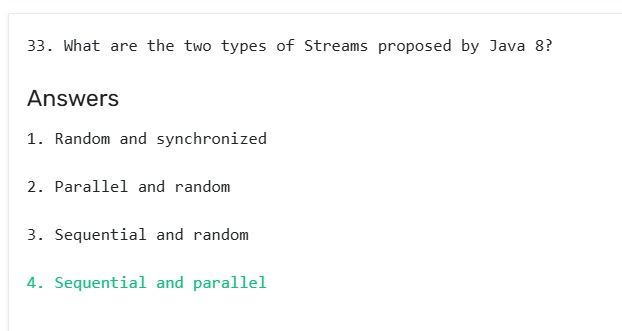 33. What are the two types of Streams proposed by Java 8?
Answers
1. Random and synchronized
2. Parallel and random
3. Sequential and random
4. Sequential and parallel